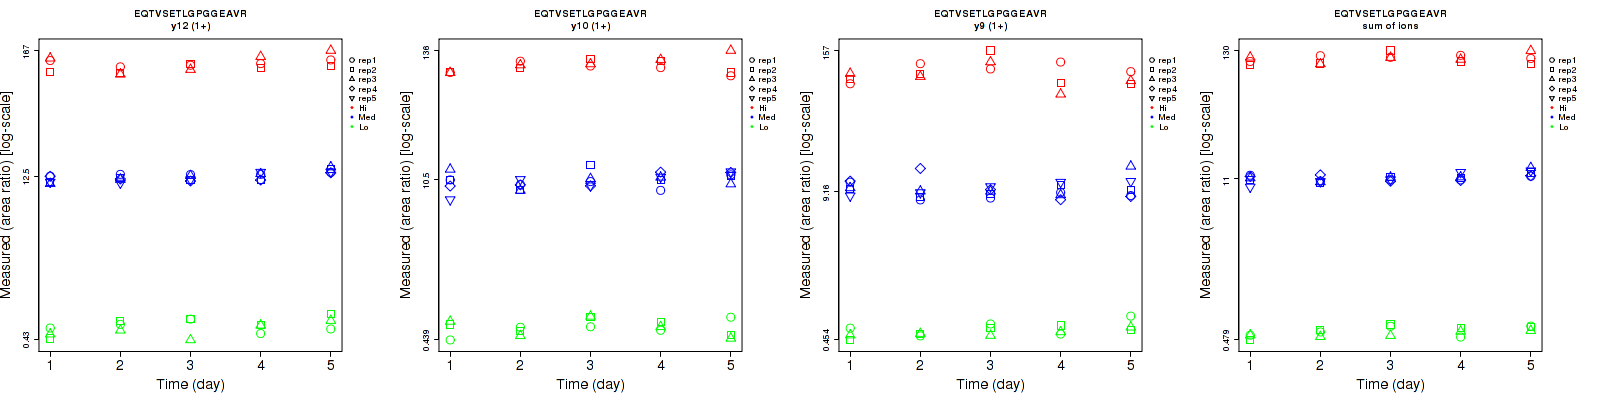 EQTVSETLGPGGEAVR
y12 (1+)
Measured (area ratio) [log-scale]
167
12.5
0.43
1 2 3 4 5
Time (day)
rep1
rep2
rep3
rep4
rep5
Hi
Med
Lo
EQTVSETLGPGGEAVR
y10 (1+)
Measured (area ratio) [log-scale]
136
10.5
0.439
1 2 3 4 5
Time (day)
rep1
rep2
rep3
rep4
rep5
Hi
Med
Lo
EQTVSETLGPGGEAVR
y9 (1+)
Measured (area ratio) [log-scale]
157
9.16
0.454
1 2 3 4 5
Time (day)
rep1
rep2
rep3
rep4
rep5
Hi
Med
Lo
EQTVSETLGPGGEAVR
sum of ions
Measured (area ratio) [log-scale]
130
11
0.479
1 2 3 4 5
Time (day)
rep1
rep2
rep3
rep4
rep5
Hi
Med
Lo